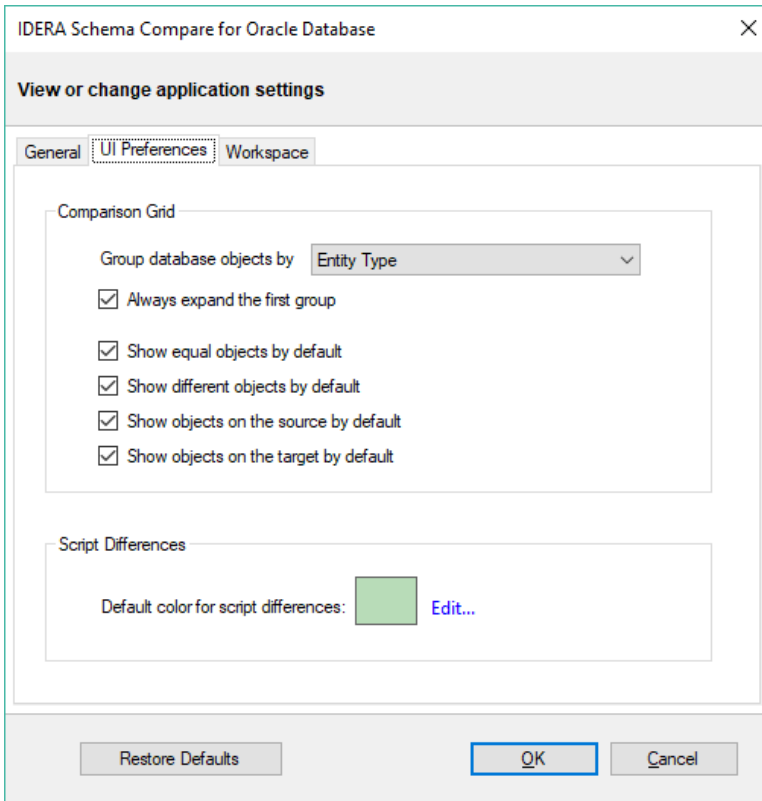 IDERA Schema Compare for Oracle Database
View or change application settings
General UI Preferences Workspace
Comparison Grid
Group database objects by Entity Type
Always expand the first group
Show equal objects by default
Show different objects by default
Show objects on the source by default
Show objects on the target by default
Script Differences
Default color for script differences: Edit...
Restore Defaults OK Cancel